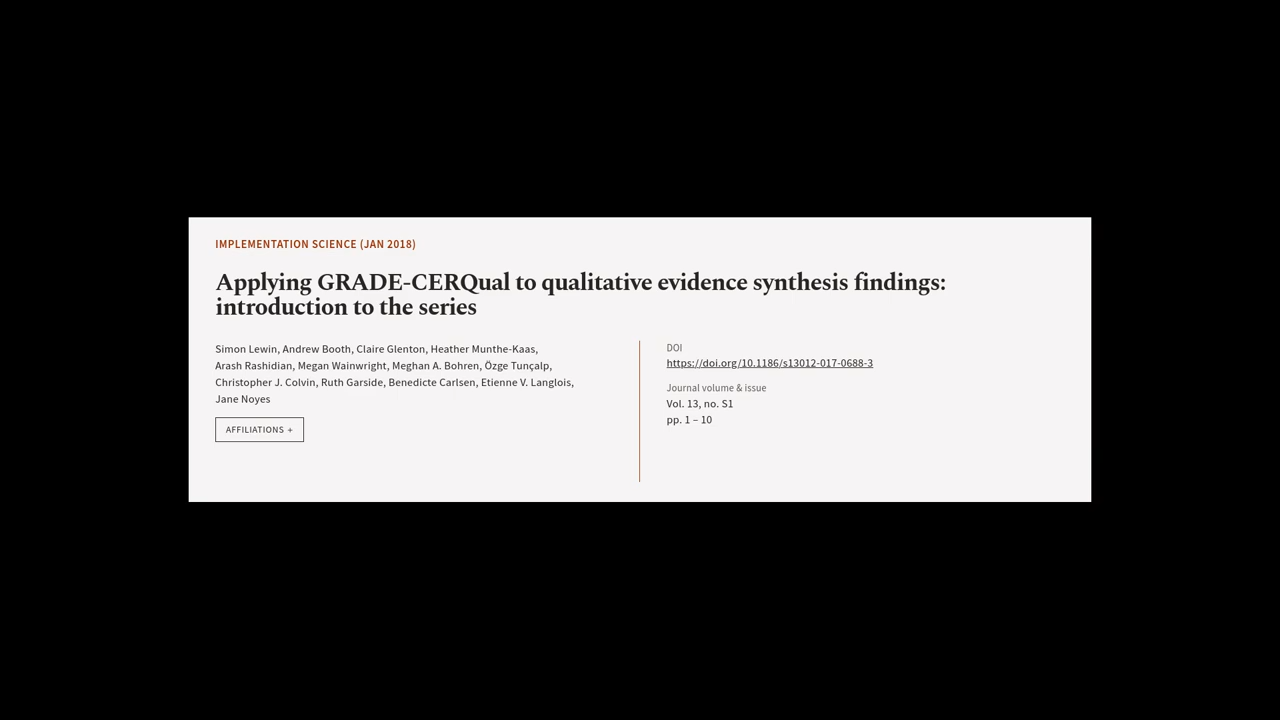 IMPLEMENTATION SCIENCE (JAN 2018)
Applying GRADE-CERQual to qualitative evidence synthesis findings:
introduction to the series
Simon Lewin, Andrew Booth, Claire Glenton, Heather Munthe-Kaas,
Arash Rashidian, Megan Wainwright, Meghan A. Bohren, Özge Tunçalp,
Christopher J. Colvin, Ruth Garside, Benedicte Carlsen, Etienne V. Langlois,
Jane Noyes
AFFILIATIONS +
DOI
https://doi.org/10.1186/s13012-017-0688-3
Journal volume & issue
Vol. 13, no. S1
pp. 1 – 10